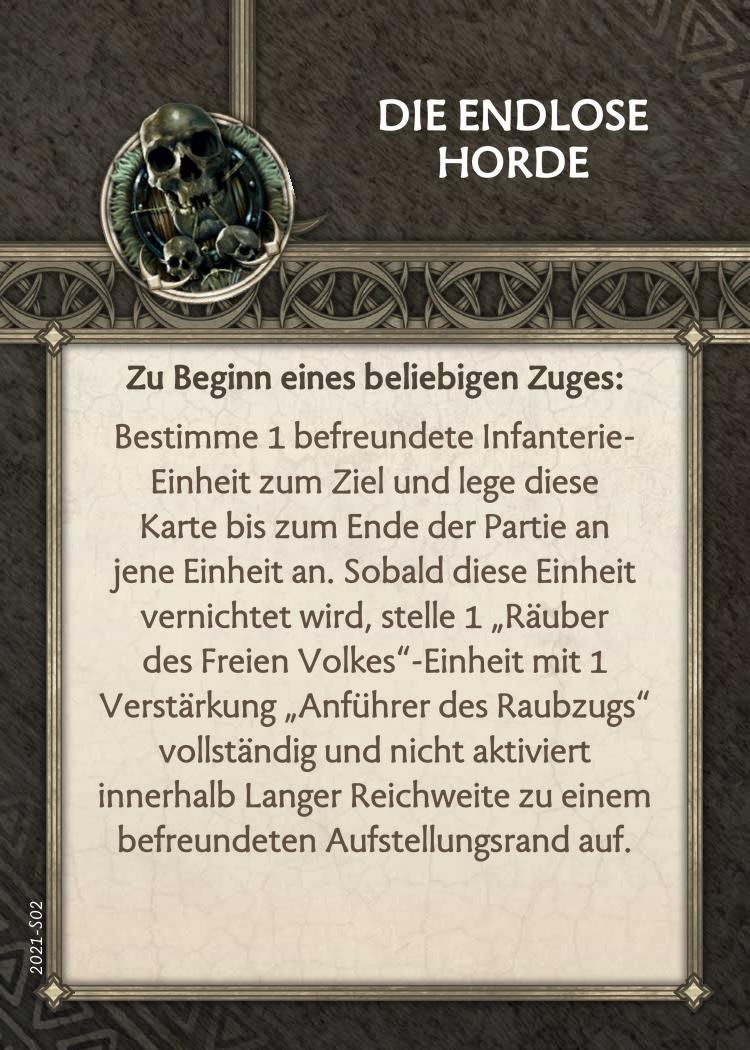 DIE ENDLOSE
HORDE
Zu Beginn eines beliebigen Zuges:
Bestimme 1 befreundete Infanterie-
Einheit zum Ziel und lege diese
Karte bis zum Ende der Partie an
jene Einheit an. Sobald diese Einheit
vernichtet wird, stelle 1 „Räuber
des Freien Volkes“-Einheit mit 1
Verstärkung „Anführer des Raubzugs“
vollständig und nicht aktiviert
innerhalb Langer Reichweite zu einem
befreundeten Aufstellungsrand auf.
2021-S02